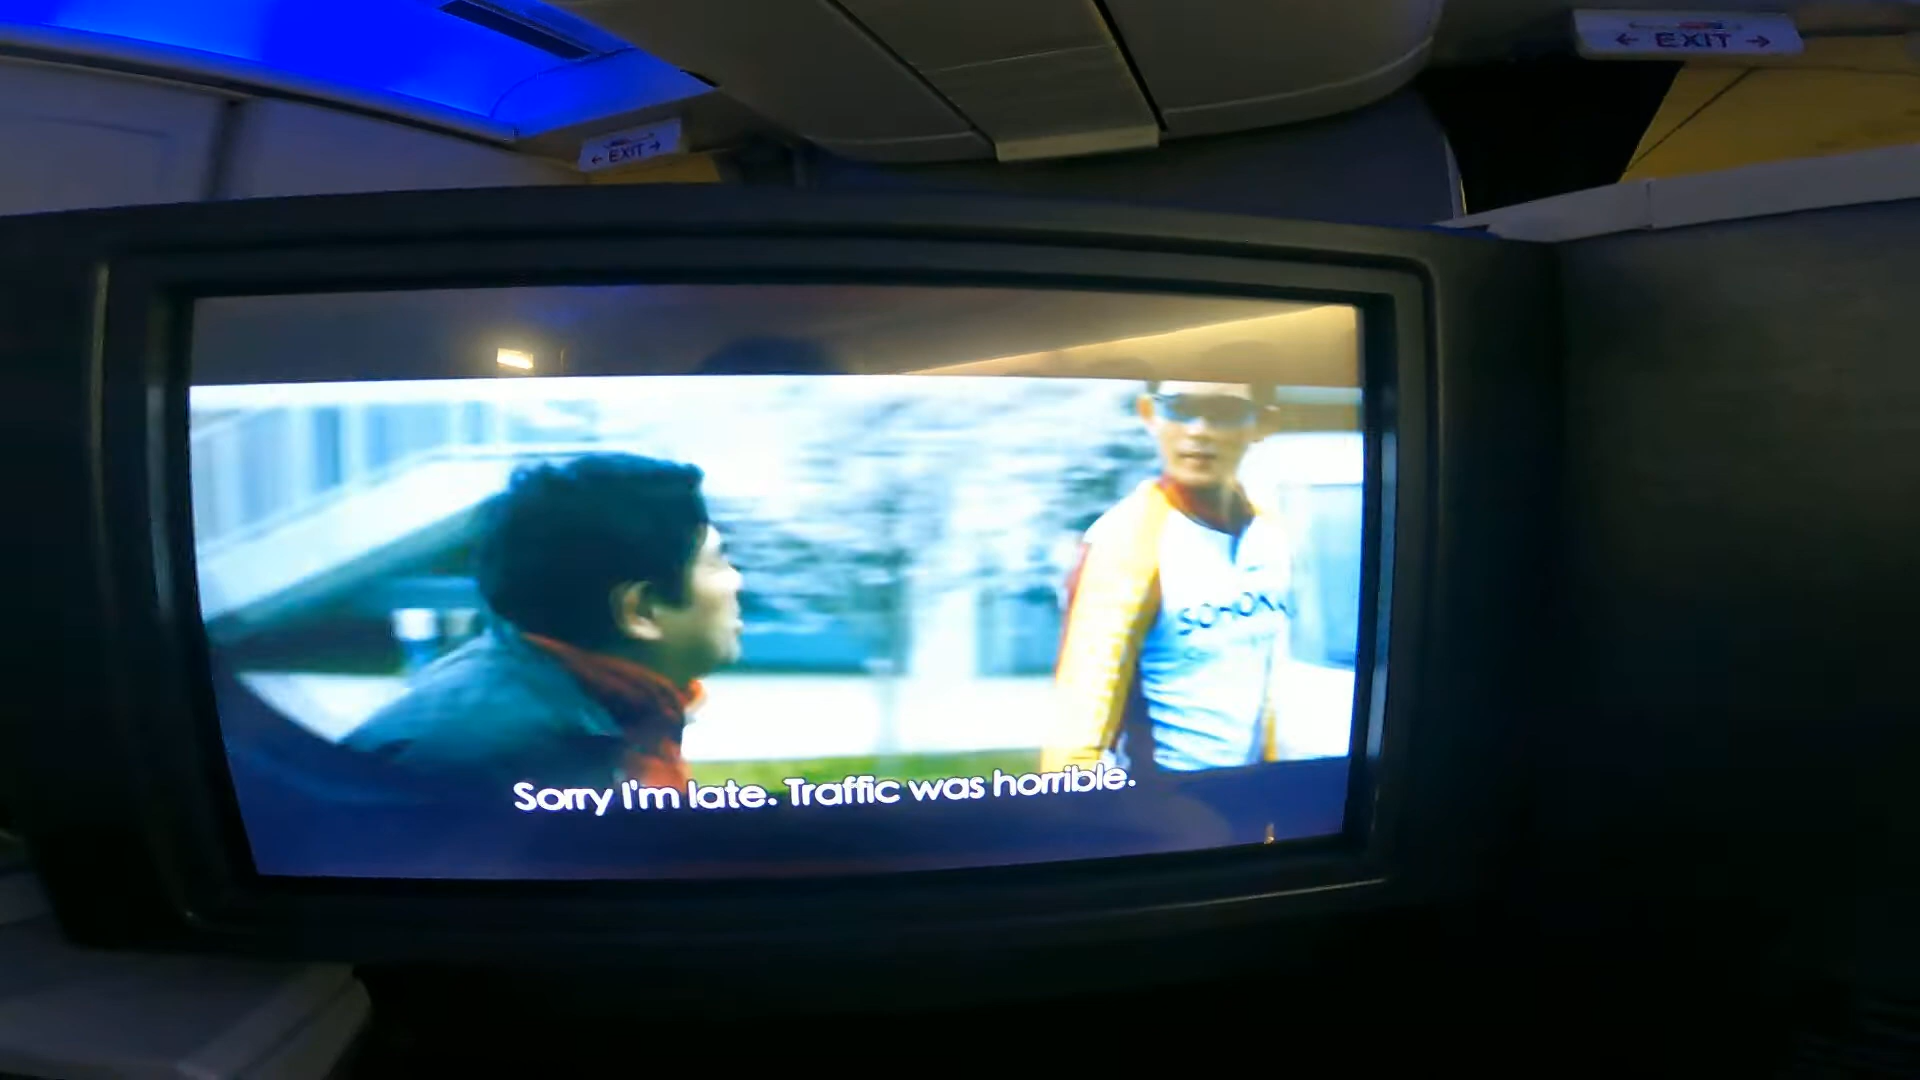 ← EXIT →
← EXIT →
Sorry I'm late. Traffic was horrible.